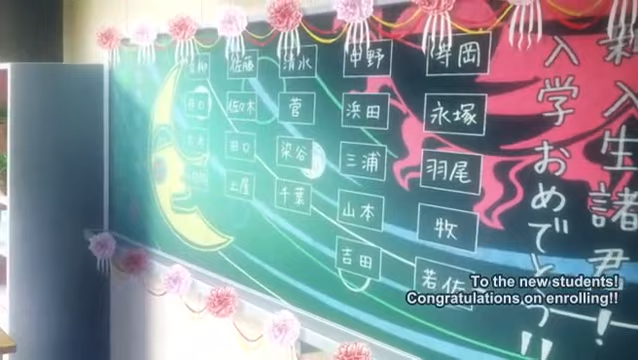 新入生諸君!
入学おめでとう!!
寺岡
永塚
羽尾
牧
若佐
中野
浜田
三浦
山本
吉田
清水
菅
染谷
千葉
佐藤
佐々木
田口
土屋
To the new students!
Congratulations on enrolling!!